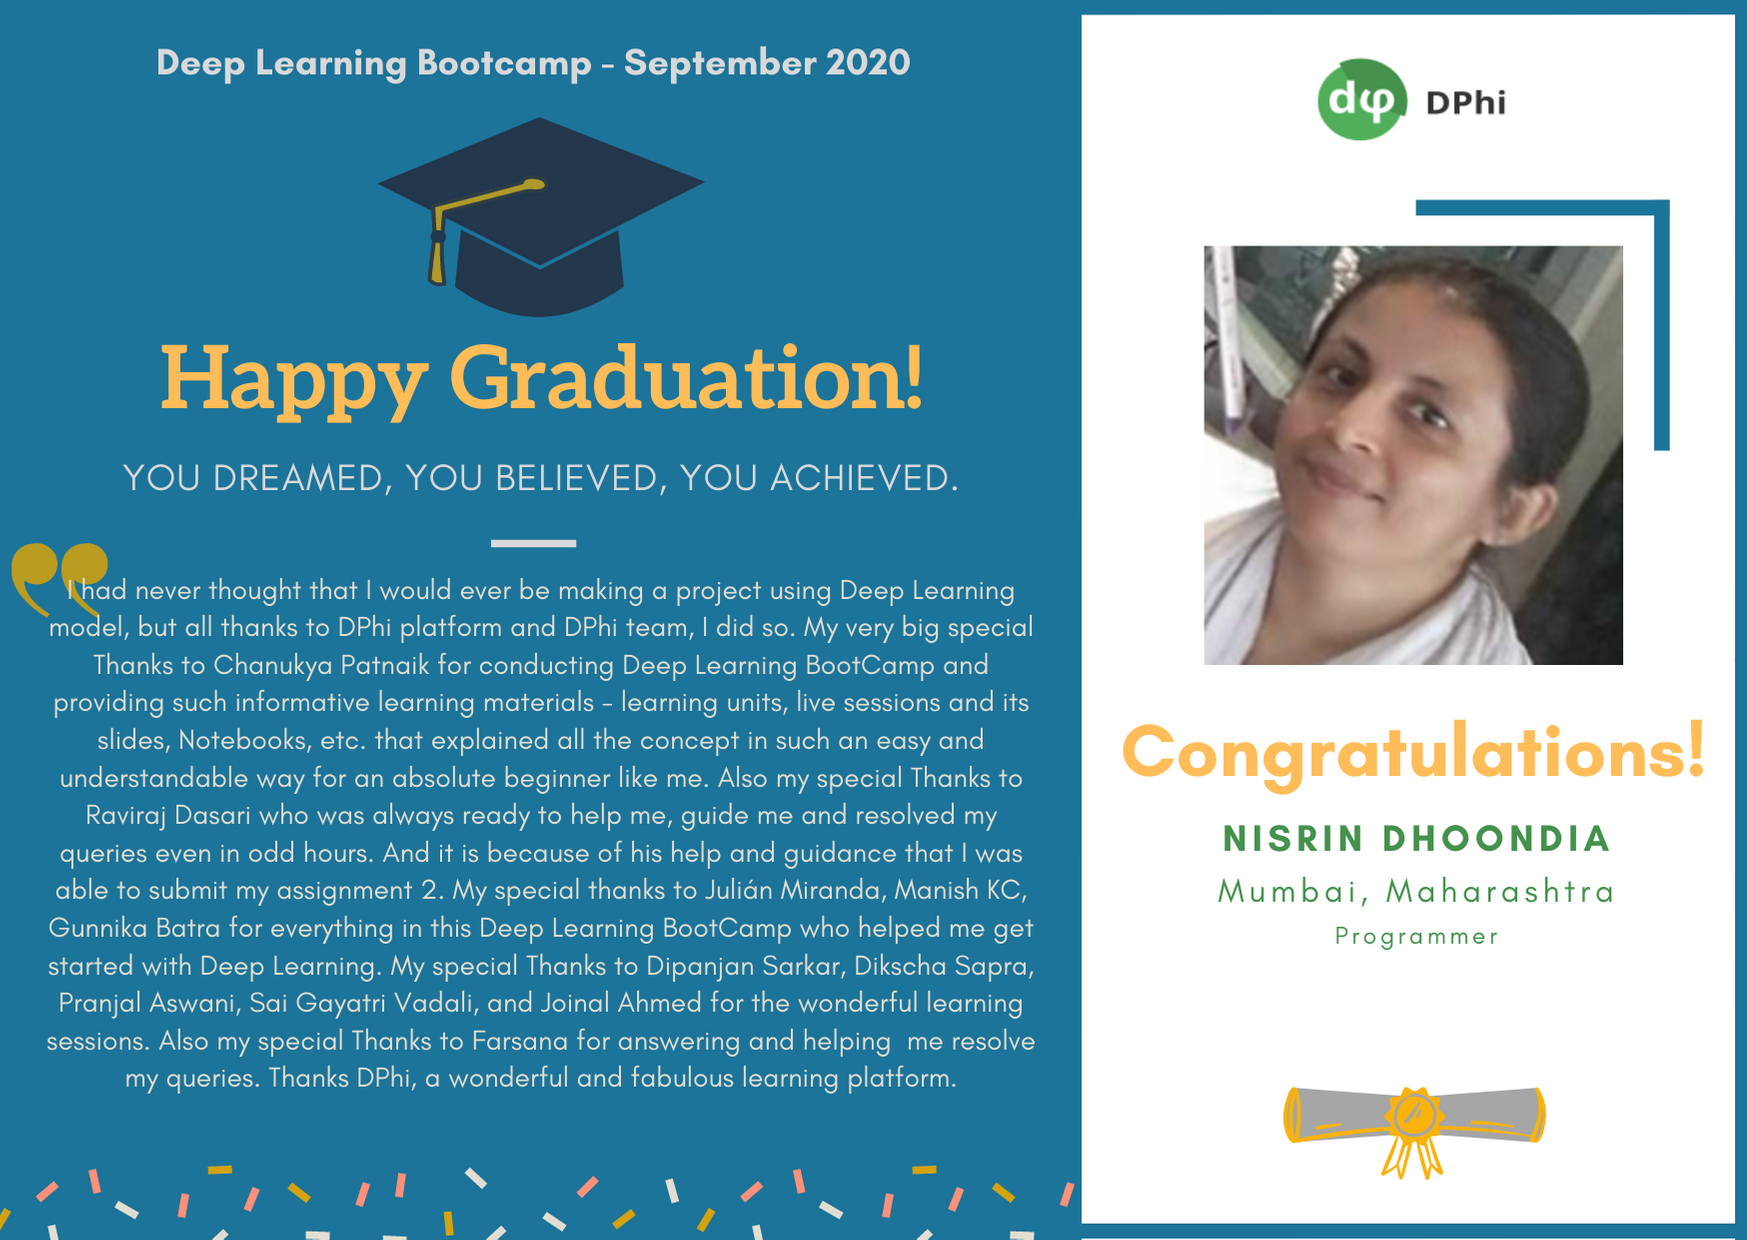 Deep Learning Bootcamp - September 2020
Happy Graduation!
YOU DREAMED, YOU BELIEVED, YOU ACHIEVED.
I had never thought that I would ever be making a project using Deep Learning
model, but all thanks to DPhi platform and DPhi team, I did so. My very big special
Thanks to Chanukya Patnaik for conducting Deep Learning BootCamp and
providing such informative learning materials - learning units, live sessions and its
slides, Notebooks, etc. that explained all the concept in such an easy and
understandable way for an absolute beginner like me. Also my special Thanks to
Raviraj Dasari who was always ready to help me, guide me and resolved my
queries even in odd hours. And it is because of his help and guidance that I was
able to submit my assignment 2. My special thanks to Julián Miranda, Manish KC,
Gunnika Batra for everything in this Deep Learning BootCamp who helped me get
started with Deep Learning. My special Thanks to Dipanjan Sarkar, Dikscha Sapra,
Pranjal Aswani, Sai Gayatri Vadali, and Joinal Ahmed for the wonderful learning
sessions. Also my special Thanks to Farsana for answering and helping  me resolve
my queries. Thanks DPhi, a wonderful and fabulous learning platform.
dφ DPhi
Congratulations!
NISRIN DHOONDIA
Mumbai, Maharashtra
Programmer